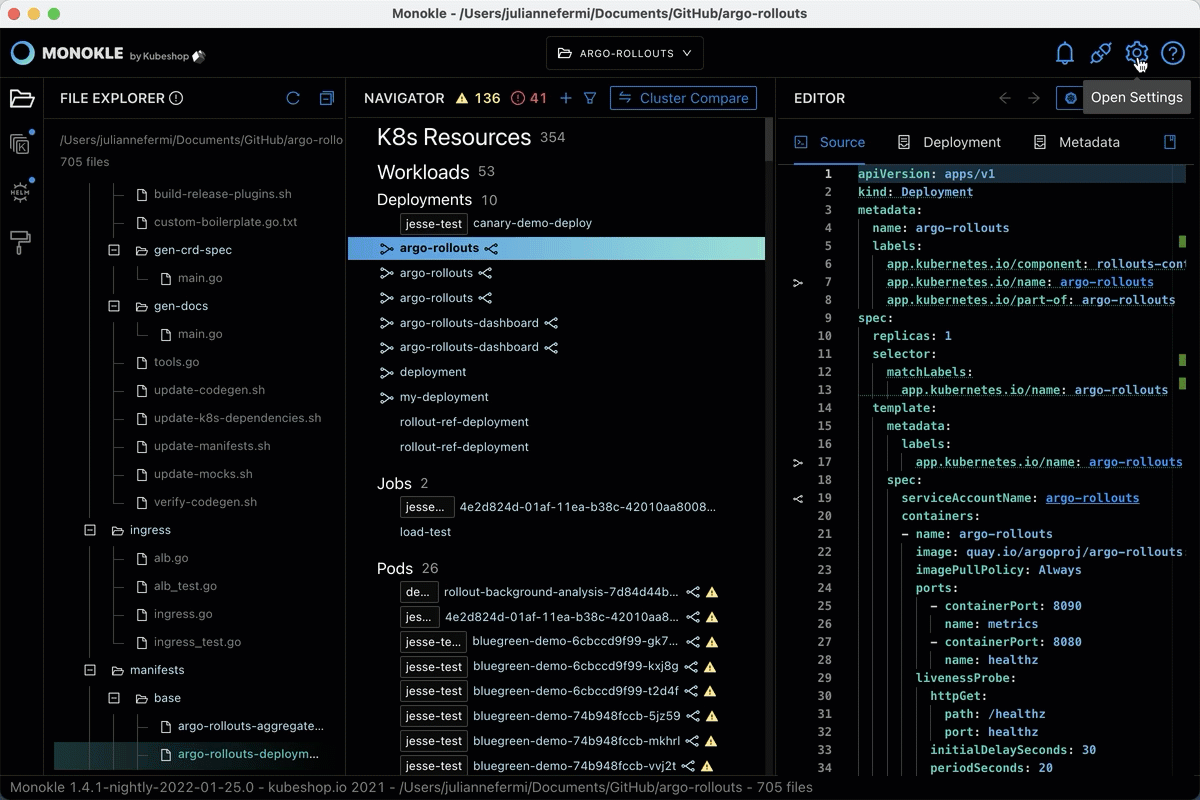 Monokle - /Users/juliannefermi/Documents/GitHub/argo-rollouts
MONOKLE by Kubeshop
ARGO-ROLLOUTS
Open Settings
FILE EXPLORER
/Users/juliannefermi/Documents/GitHub/argo-rollo
705 files
build-release-plugins.sh
custom-boilerplate.go.txt
gen-crd-spec
main.go
gen-docs
main.go
tools.go
update-codegen.sh
update-k8s-dependencies.sh
update-manifests.sh
update-mocks.sh
verify-codegen.sh
ingress
alb.go
alb_test.go
ingress.go
ingress_test.go
manifests
base
argo-rollouts-aggregate...
argo-rollouts-deploym...
HELM
NAVIGATOR 136 41 Cluster Compare
K8s Resources 354
Workloads 53
Deployments 10
jesse-test canary-demo-deploy
argo-rollouts
argo-rollouts
argo-rollouts
argo-rollouts-dashboard
argo-rollouts-dashboard
deployment
my-deployment
rollout-ref-deployment
rollout-ref-deployment
Jobs 2
jesse... 4e2d824d-01af-11ea-b38c-42010aa8008...
load-test
Pods 26
de... rollout-background-analysis-7d84d44b...
jes... 4e2d824d-01af-11ea-b38c-42010aa8...
jesse-te... bluegreen-demo-6cbccd9f99-gk7...
jesse-test bluegreen-demo-6cbccd9f99-kxj8g
jesse-test bluegreen-demo-6cbccd9f99-t2d4f
jesse-test bluegreen-demo-74b948fccb-5jz59
jesse-test bluegreen-demo-74b948fccb-mkhrl
jesse-test bluegreen-demo-74b948fccb-vvj2t
EDITOR
Source Deployment Metadata
1 apiVersion: apps/v1
2 kind: Deployment
3 metadata:
4 name: argo-rollouts
5 labels:
6 app.kubernetes.io/component: rollouts-cont
7 app.kubernetes.io/name: argo-rollouts
8 app.kubernetes.io/part-of: argo-rollouts
9 spec:
10 replicas: 1
11 selector:
12 matchLabels:
13 app.kubernetes.io/name: argo-rollouts
14 template:
15 metadata:
16 labels:
17 app.kubernetes.io/name: argo-rollouts
18 spec:
19 serviceAccountName: argo-rollouts
20 containers:
21 - name: argo-rollouts
22 image: quay.io/argoproj/argo-rollouts
23 imagePullPolicy: Always
24 ports:
25 - containerPort: 8090
26 name: metrics
27 - containerPort: 8080
28 name: healthz
29 livenessProbe:
30 httpGet:
31 path: /healthz
32 port: healthz
33 initialDelaySeconds: 30
34 periodSeconds: 20
Monokle 1.4.1-nightly-2022-01-25.0 - kubeshop.io 2021 - /Users/juliannefermi/Documents/GitHub/argo-rollouts - 705 files